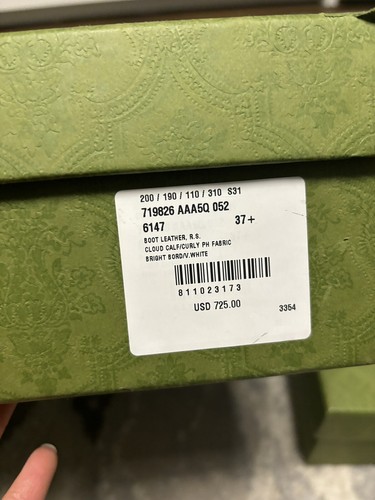 200 / 190 / 110 / 310 S31
719826 AAA5Q 052
6147 37+
BOOT LEATHER, R.S.
CLOUD CALF/CURLY PH FABRIC
BRIGHT BORD/V.WHITE
811023173
USD 725.00 3354